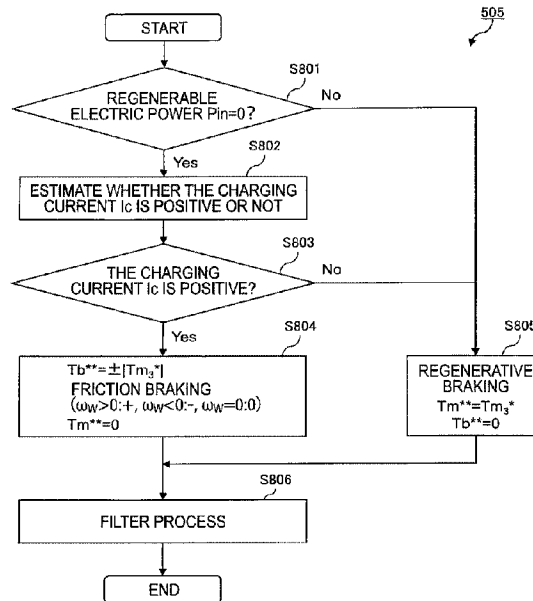 505
START
S801
REGENERABLE
ELECTRIC POWER Pin=0?
No
Yes
S802
ESTIMATE WHETHER THE CHARGING
CURRENT Ic IS POSITIVE OR NOT
S803
THE CHARGING
CURRENT Ic IS POSITIVE?
No
Yes
S804
Tb**=±|Tm3*|
FRICTION BRAKING
(ωW>0:+, ωW<0:-, ωW=0:0)
Tm**=0
S805
REGENERATIVE
BRAKING
Tm**=Tm3*
Tb**=0
S806
FILTER PROCESS
END